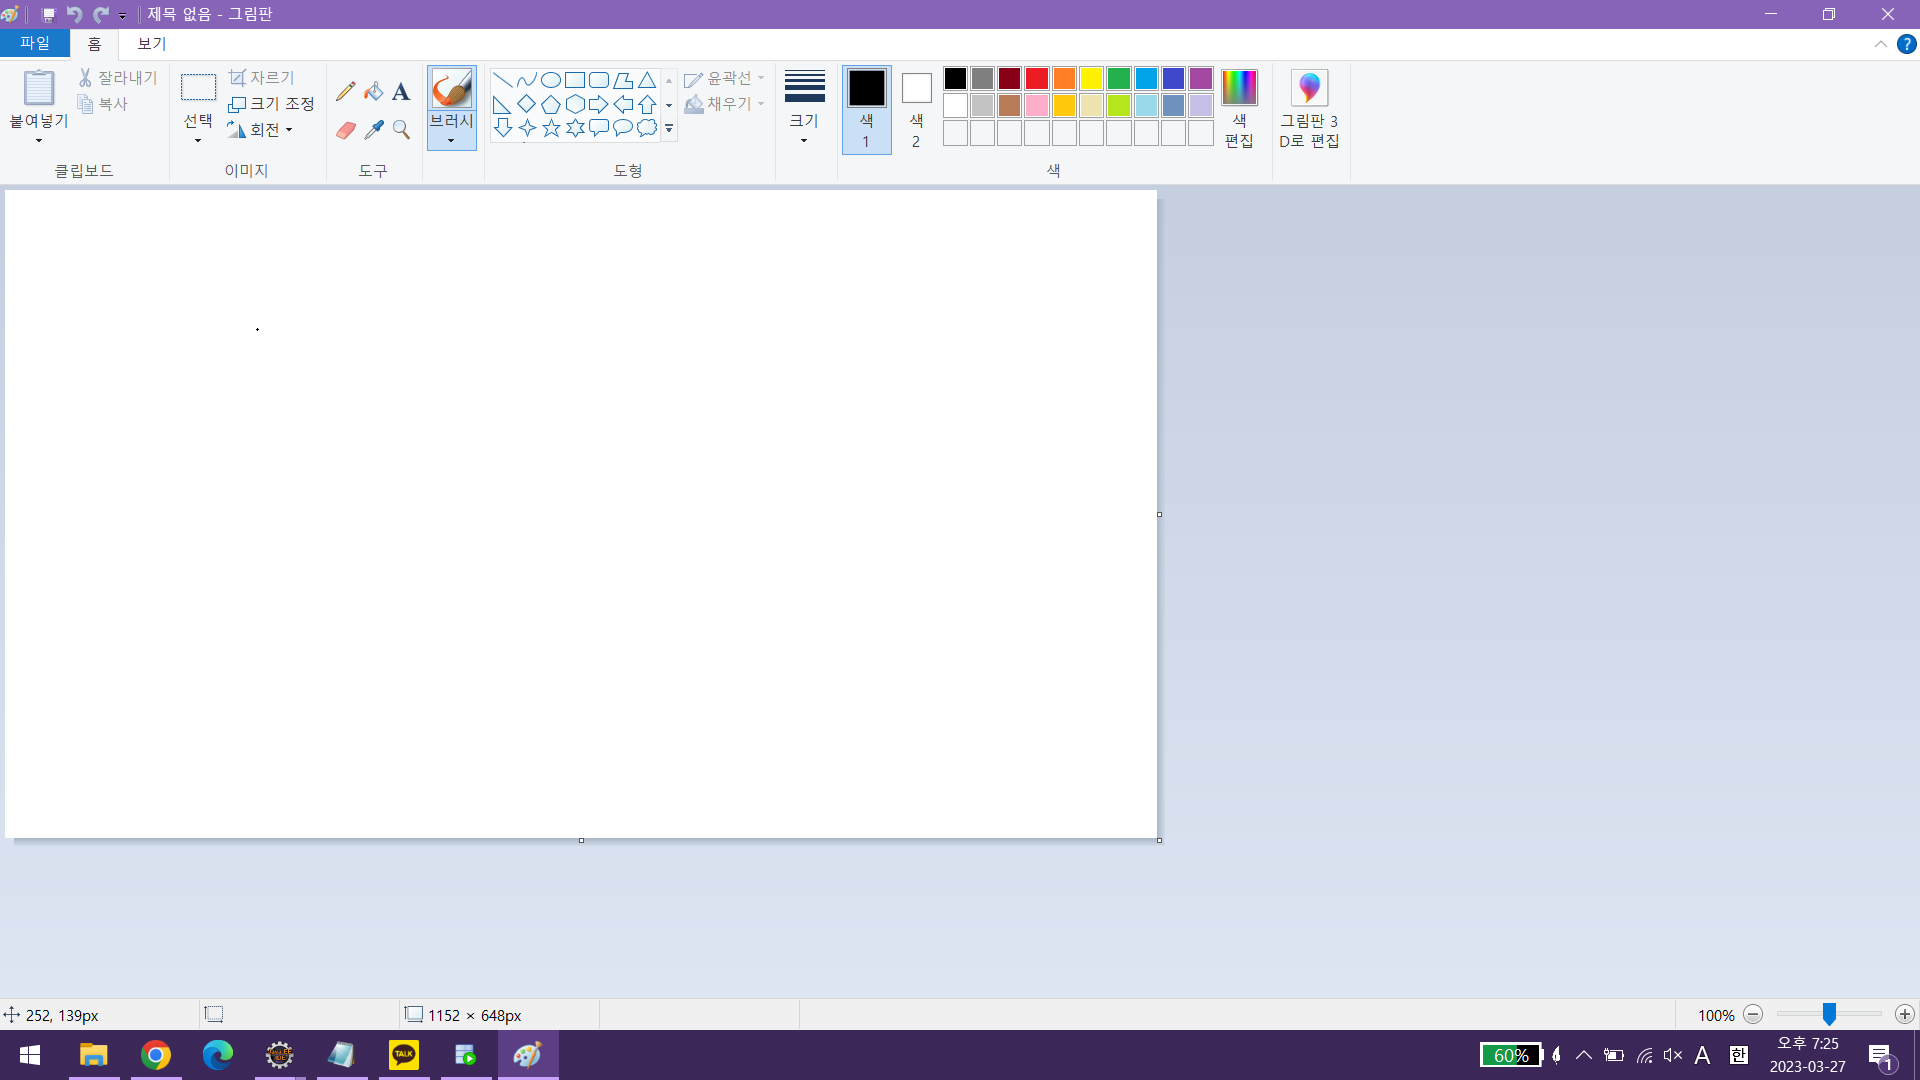 제목 없음 - 그림판
파일 홈 보기
붙여넣기
잘라내기
복사
클립보드
선택
자르기
크기 조정
회전
이미지
A
도구
브러시
윤곽선
채우기
도형
크기
색
1
색
2
색
편집
색
그림판 3
D로 편집
252, 139px
1152 × 648px
100%
TALK
60%
A
한
오후 7:25
2023-03-27
1